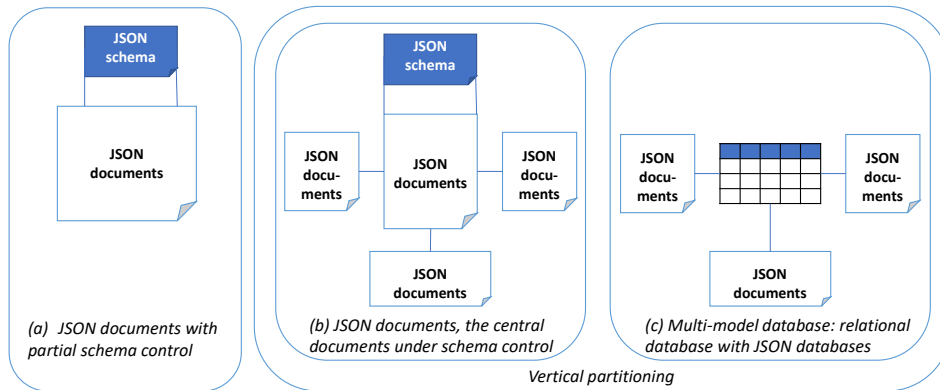 JSON
schema
JSON
documents
(a) JSON documents with
partial schema control
JSON
schema
JSON
docu-
ments
JSON
documents
JSON
docu-
ments
JSON
documents
(b) JSON documents, the central
documents under schema control
JSON
docu-
ments
JSON
docu-
ments
JSON
documents
(c) Multi-model database: relational
database with JSON databases
Vertical partitioning